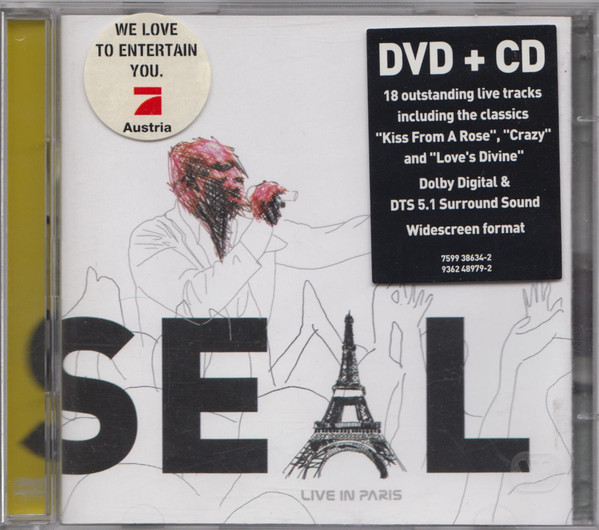 WE LOVE
TO ENTERTAIN
YOU.
7
Austria
DVD + CD
18 outstanding live tracks
including the classics
"Kiss From A Rose", "Crazy"
and "Love's Divine"
Dolby Digital &
DTS 5.1 Surround Sound
Widescreen format
7599 38634-2
9362 48979-2
SEAL
LIVE IN PARIS